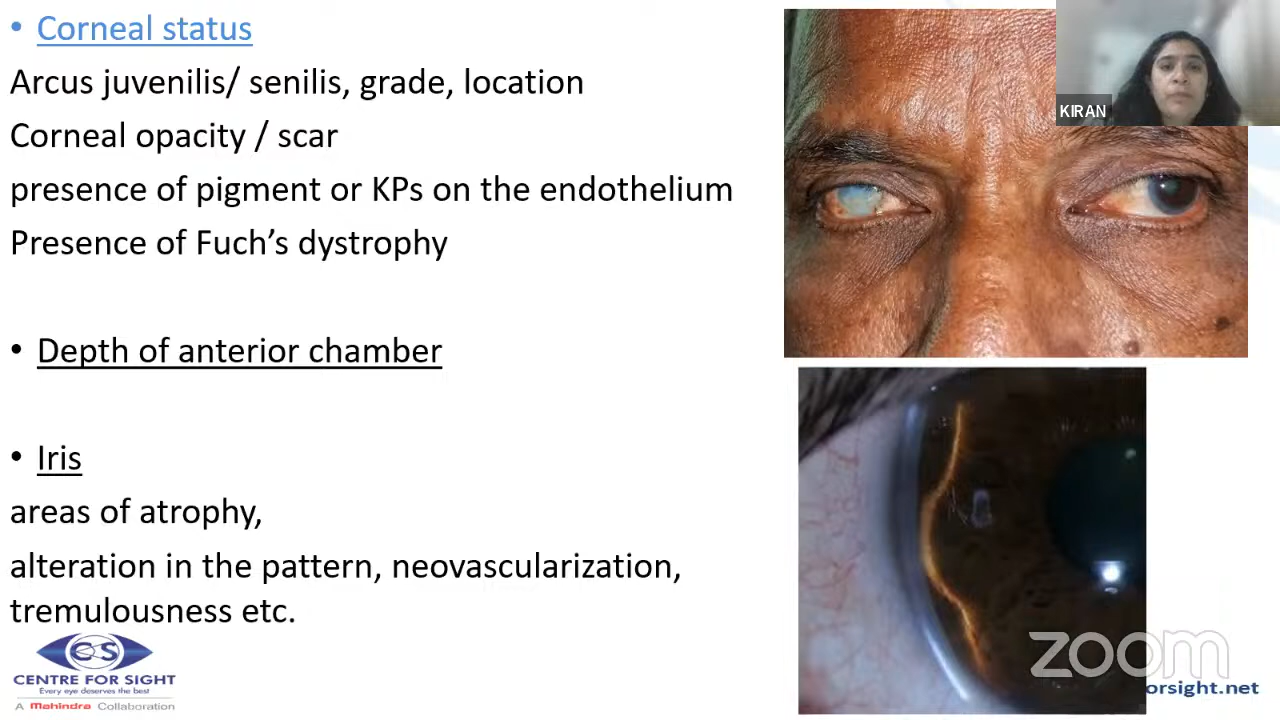 • Corneal status
Arcus juvenilis/ senilis, grade, location
Corneal opacity / scar
presence of pigment or KPs on the endothelium
Presence of Fuch's dystrophy
• Depth of anterior chamber
• Iris
areas of atrophy,
alteration in the pattern, neovascularization,
tremulousness etc.
KIRAN
CFS
CENTRE FOR SIGHT
Every eye deserves the best
A Mahindra Collaboration
zoom
orsight.net